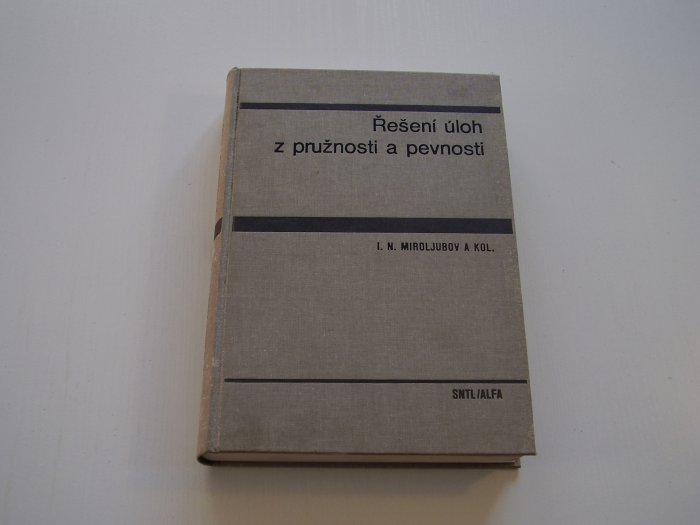 Řešení úloh
z pružnosti a pevnosti
I. N. MIROLJUBOV A KOL.
SNTL/ALFA